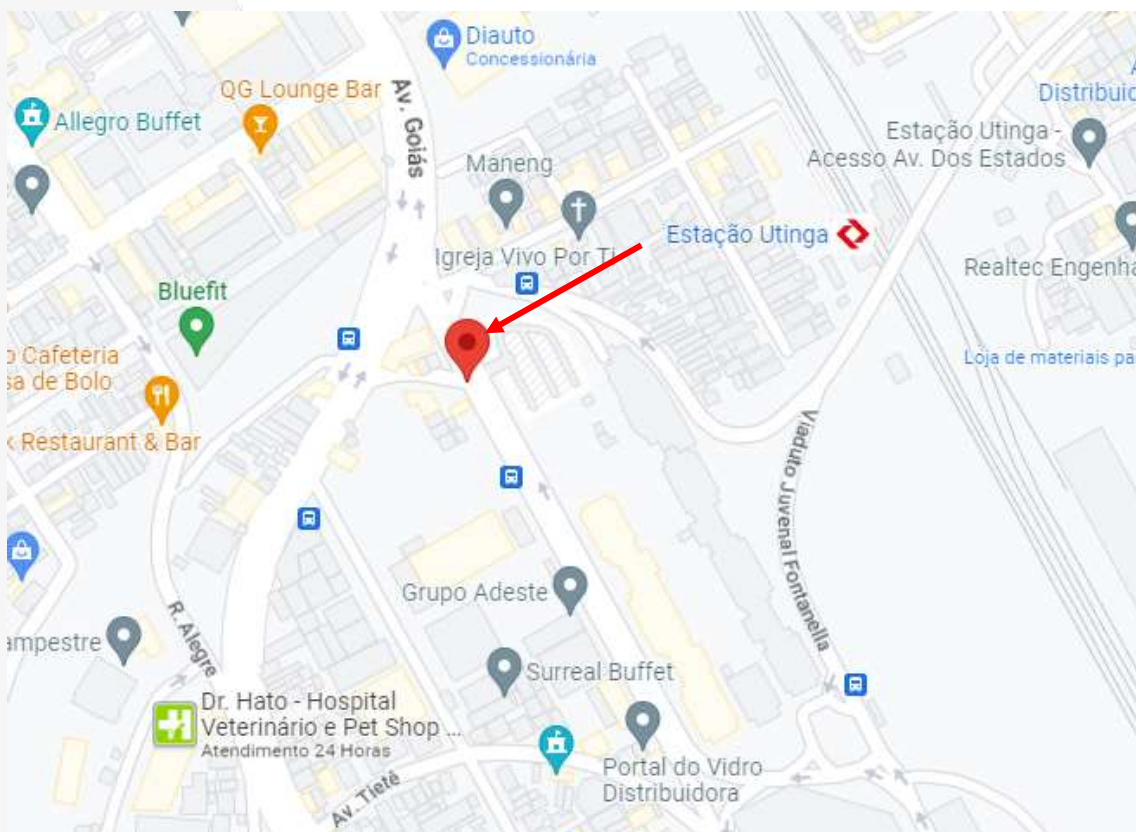 Diauto
Concessionária
QG Lounge Bar
Allegro Buffet
Av. Goiás
Distribuid
Estação Utinga -
Acesso Av. Dos Estados
Maneng
Igreja Vivo Por Ti
Estação Utinga
Realtec Engenha
Bluefit
Cafeteria
sa de Bolo
Loja de materiais pa
x Restaurant & Bar
Viaduto Juvenal Fontanella
Grupo Adeste
R. Alegre
ampestre
Surreal Buffet
Dr. Hato - Hospital
Veterinário e Pet Shop ...
Atendimento 24 Horas
Portal do Vidro
Distribuidora
Av. Tietê